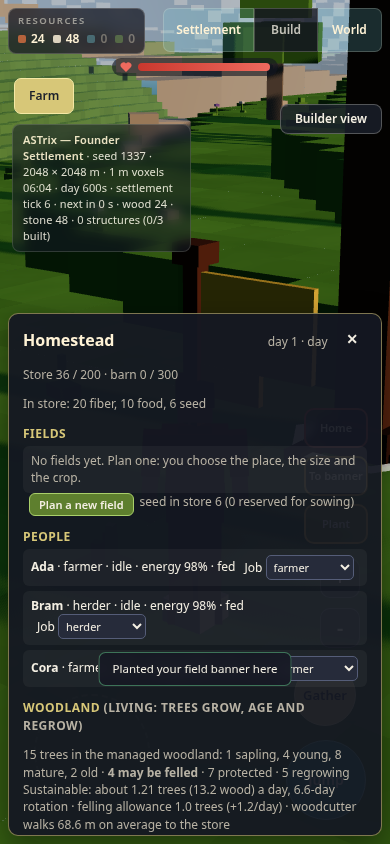 RESOURCES
24 48 0 0
Settlement Build World
Farm
Builder view
ASTrix — Founder
Settlement · seed 1337 ·
2048 × 2048 m · 1 m voxels
06:04 · day 600s · settlement
tick 6 · next in 0 s · wood 24 ·
stone 48 · 0 structures (0/3
built)
Homestead day 1 · day ×
Store 36 / 200 · barn 0 / 300
In store: 20 fiber, 10 food, 6 seed
Home
FIELDS
No fields yet. Plan one: you choose the place, the size and
the crop.
To banner
Plan a new field seed in store 6 (0 reserved for sowing)
Plant
PEOPLE
Ada · farmer · idle · energy 98% · fed Job farmer
Bram · herder · idle · energy 98% · fed
Job herder
Cora · farme
Planted your field banner here
rmer
Gather
WOODLAND (LIVING: TREES GROW, AGE AND
REGROW)
15 trees in the managed woodland: 1 sapling, 4 young, 8
mature, 2 old · 4 may be felled · 7 protected · 5 regrowing
Sustainable: about 1.21 trees (13.2 wood) a day, 6.6-day
rotation · felling allowance 1.0 trees (+1.2/day) · woodcutter
walks 68.6 m on average to the store